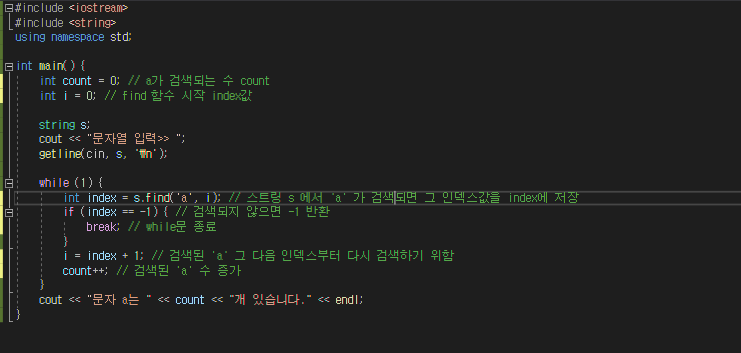 #include <iostream>
#include <string>
using namespace std;
int main() {
int count = 0; // a가 검색되는 수 count
int i = 0; // find 함수 시작 index값
string s;
cout << "문자열 입력>> ";
getline(cin, s, '₩n');
while (1) {
int index = s.find('a', i); // 스트링 s 에서 'a' 가 검색되면 그 인덱스값을 index에 저장
if (index == -1) { // 검색되지 않으면 -1 반환
break; // while문 종료
}
i = index + 1; // 검색된 'a' 그 다음 인덱스부터 다시 검색하기 위함
count++; // 검색된 'a' 수 증가
}
cout << "문자 a는 " << count << "개 있습니다." << endl;
}